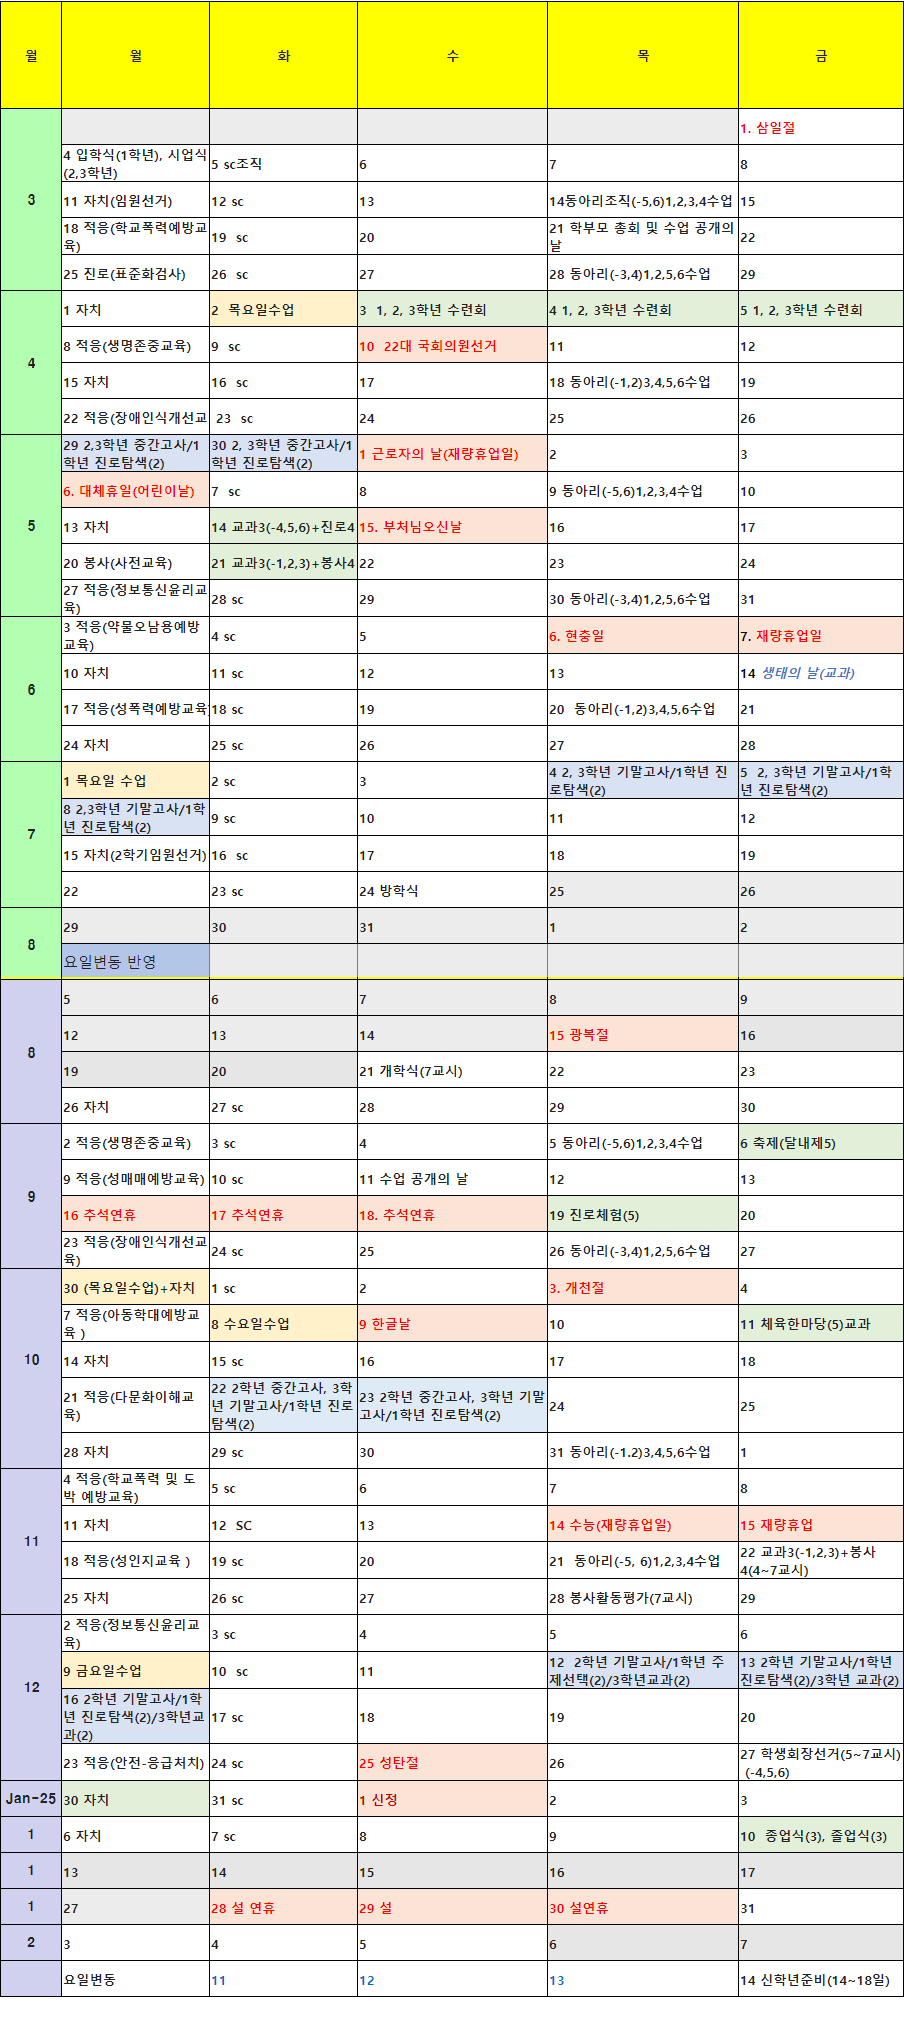 월 월 화 수 목 금
1. 삼일절
3
4 입학식(1학년), 시업식
(2,3학년)
5 sc조직
6
7
8
11 자치(임원선거)
12 sc
13
14동아리조직(-5,6)1,2,3,4수업
15
18 적응(학교폭력예방교
육)
19 sc
20
21 학부모 총회 및 수업 공개의
날
22
25 진로(표준화검사)
26 sc
27
28 동아리(-3,4)1,2,5,6수업
29
4
1 자치
2 목요일수업
3 1, 2, 3학년 수련회
4 1, 2, 3학년 수련회
5 1, 2, 3학년 수련회
8 적응(생명존중교육)
9 sc
10 22대 국회의원선거
11
12
15 자치
16 sc
17
18 동아리(-1,2)3,4,5,6수업
19
22 적응(장애인식개선교
23 sc
24
25
26
5
29 2,3학년 중간고사/1
학년 진로탐색(2)
30 2, 3학년 중간고사/1
학년 진로탐색(2)
1 근로자의 날(재량휴업일)
2
3
6. 대체휴일(어린이날)
7 sc
8
9 동아리(-5,6)1,2,3,4수업
10
13 자치
14 교과3(-4,5,6)+진로4
15. 부처님오신날
16
17
20 봉사(사전교육)
21 교과3(-1,2,3)+봉사4
22
23
24
27 적응(정보통신윤리교
육)
28 sc
29
30 동아리(-3,4)1,2,5,6수업
31
6
3 적응(약물오남용예방
교육)
4 sc
5
6. 현충일
7. 재량휴업일
10 자치
11 sc
12
13
14 생태의 날(교과)
17 적응(성폭력예방교육)
18 sc
19
20 동아리(-1,2)3,4,5,6수업
21
24 자치
25 sc
26
27
28
7
1 목요일 수업
2 sc
3
4 2, 3학년 기말고사/1학년 진
로탐색(2)
5 2, 3학년 기말고사/1학
년 진로탐색(2)
8 2,3학년 기말고사/1학
년 진로탐색(2)
9 sc
10
11
12
15 자치(2학기임원선거)
16 sc
17
18
19
22
23 sc
24 방학식
25
26
8
29
30
31
1
2
요일변동 반영
8
5
6
7
8
9
12
13
14
15 광복절
16
19
20
21 개학식(7교시)
22
23
26 자치
27 sc
28
29
30
9
2 적응(생명존중교육)
3 sc
4
5 동아리(-5,6)1,2,3,4수업
6 축제(달내제5)
9 적응(성매매예방교육)
10 sc
11 수업 공개의 날
12
13
16 추석연휴
17 추석연휴
18. 추석연휴
19 진로체험(5)
20
23 적응(장애인식개선교
육)
24 sc
25
26 동아리(-3,4)1,2,5,6수업
27
10
30 (목요일수업)+자치
1 sc
2
3. 개천절
4
7 적응(아동학대예방교
육 )
8 수요일수업
9 한글날
10
11 체육한마당(5)교과
14 자치
15 sc
16
17
18
21 적응(다문화이해교
육)
22 2학년 중간고사, 3학
년 기말고사/1학년 진로
탐색(2)
23 2학년 중간고사, 3학년 기말
고사/1학년 진로탐색(2)
24
25
28 자치
29 sc
30
31 동아리(-1.2)3,4,5,6수업
1
11
4 적응(학교폭력 및 도
박 예방교육)
5 sc
6
7
8
11 자치
12 SC
13
14 수능(재량휴업일)
15 재량휴업
18 적응(성인지교육 )
19 sc
20
21 동아리(-5, 6)1,2,3,4수업
22 교과3(-1,2,3)+봉사
4(4~7교시)
25 자치
26 sc
27
28 봉사활동평가(7교시)
29
12
2 적응(정보통신윤리교
육)
3 sc
4
5
6
9 금요일수업
10 sc
11
12 2학년 기말고사/1학년 주
제선택(2)/3학년교과(2)
13 2학년 기말고사/1학년
진로탐색(2)/3학년 교과(2)
16 2학년 기말고사/1학
년 진로탐색(2)/3학년교
과(2)
17 sc
18
19
20
23 적응(안전-응급처치)
24 sc
25 성탄절
26
27 학생회장선거(5~7교시)
(-4,5,6)
Jan-25
30 자치
31 sc
1 신정
2
3
1
6 자치
7 sc
8
9
10 종업식(3), 졸업식(3)
1
13
14
15
16
17
1
27
28 설 연휴
29 설
30 설연휴
31
2
3
4
5
6
7
요일변동
11
12
13
14 신학년준비(14~18일)